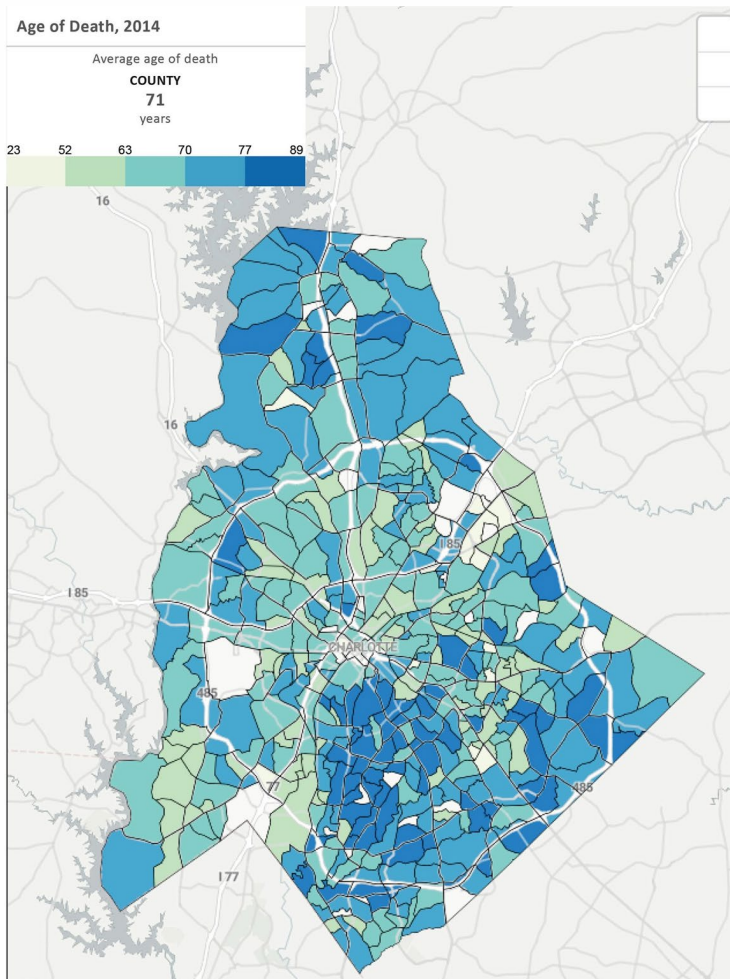 Age of Death, 2014
Average age of death
COUNTY
71
years
23 52 63 70 77 89
16
16
I 85
I 85
CHARLOTTE
485
77
485
I 77